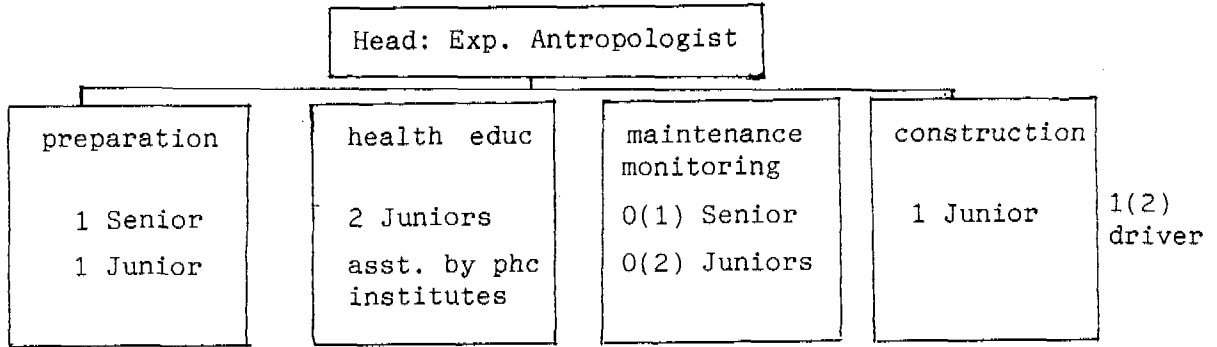 Head: Exp. Antropologist
preparation
1 Senior
1 Junior
health educ
2 Juniors
asst. by phc
institutes
maintenance
monitoring
0(1) Senior
0(2) Juniors
construction
1 Junior
1(2)
driver